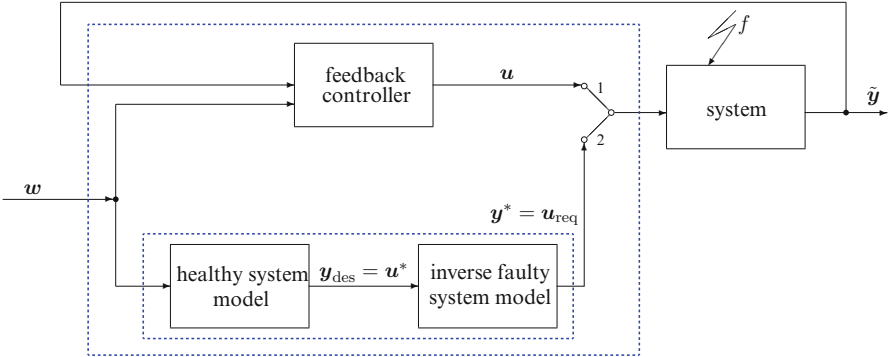 f
feedback
controller
u
1
system
ỹ
2
w
y* = u_req
healthy system
model
y_des = u*
inverse faulty
system model